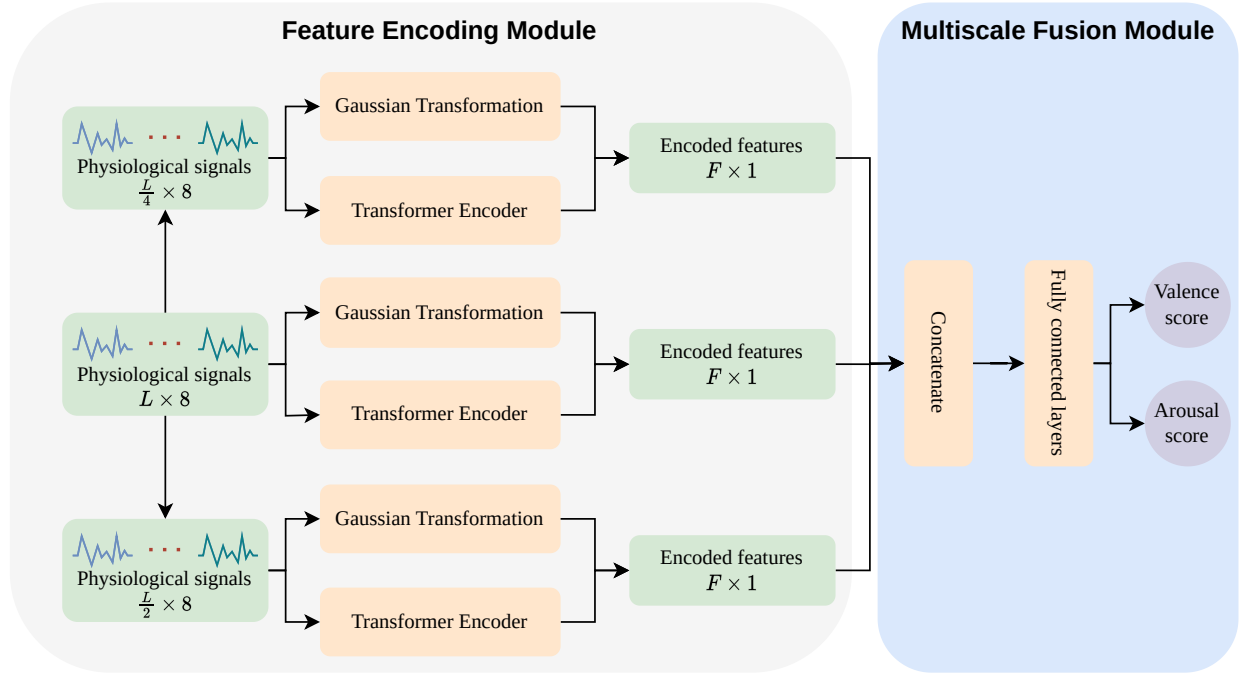 Feature Encoding Module
Multiscale Fusion Module
Physiological signals
L/4 × 8
Gaussian Transformation
Transformer Encoder
Encoded features
F × 1
Physiological signals
L × 8
Gaussian Transformation
Transformer Encoder
Encoded features
F × 1
Physiological signals
L/2 × 8
Gaussian Transformation
Transformer Encoder
Encoded features
F × 1
Concatenate
Fully connected layers
Valence
score
Arousal
score